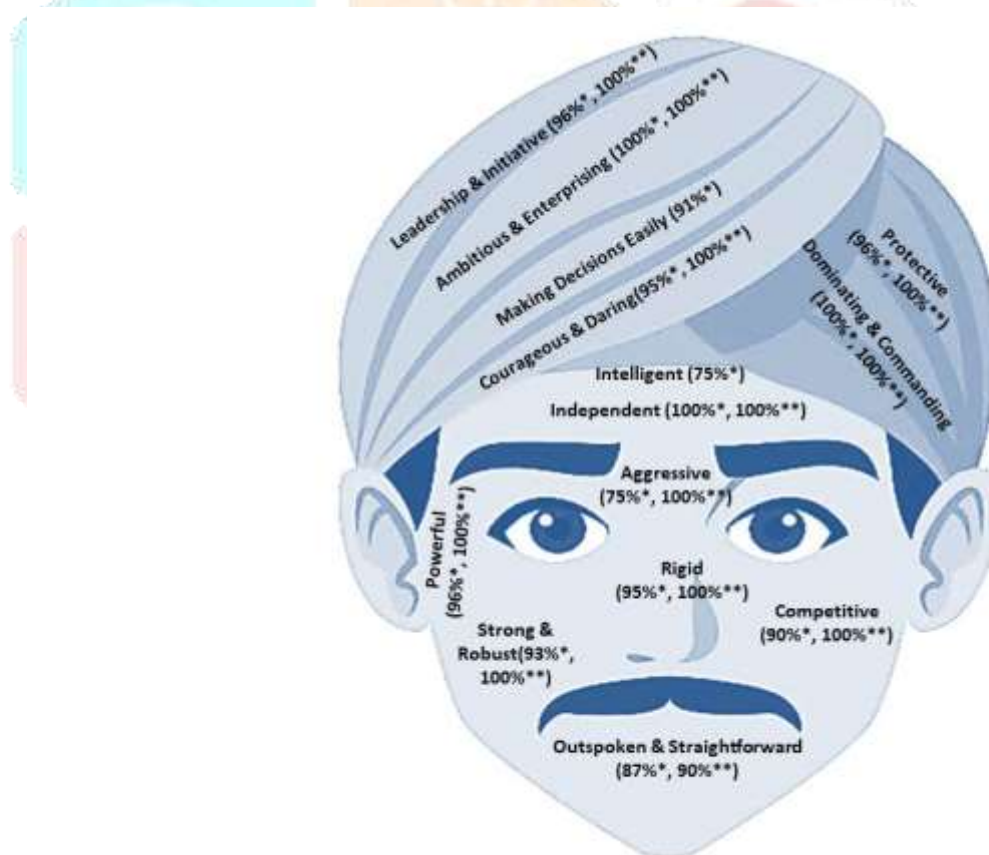 Leadership & Initiative (96%*, 100%**)
Ambitious & Enterprising (100%*, 100%**)
Making Decisions Easily (91%*)
Courageous & Daring(95%*, 100%**)
Protective
(96%*, 100%**)
Dominating & Commanding
(100%*, 100%**)
Intelligent (75%*)
Independent (100%*, 100%**)
Aggressive
(75%*, 100%**)
Powerful
(96%*, 100%**)
Rigid
(95%*, 100%**)
Competitive
(90%*, 100%**)
Strong &
Robust(93%*,
100%**)
Outspoken & Straightforward
(87%*, 90%**)